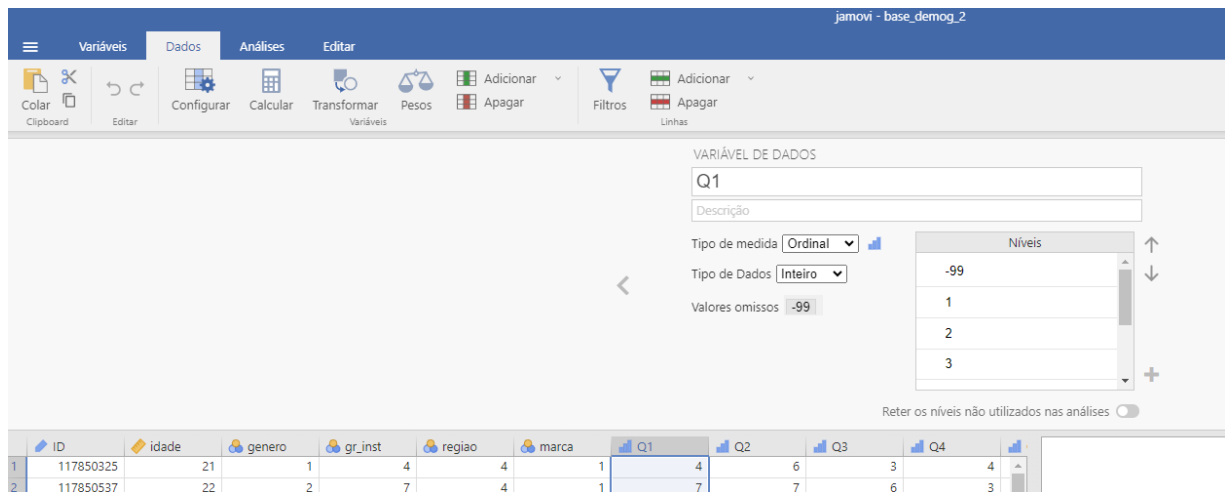 jamovi - base_demog_2
Variáveis Dados Análises Editar
Colar Configurar Calcular Transformar Pesos Adicionar Apagar Filtros Adicionar Apagar
Clipboard Editar Variáveis Linhas
VARIÁVEL DE DADOS
Q1
Descrição
Tipo de medida Ordinal Níveis
Tipo de Dados Inteiro -99
Valores omissos -99 1
2
3
Reter os níveis não utilizados nas análises
ID idade genero gr_inst regiao marca Q1 Q2 Q3 Q4
1 117850325 21 1 4 4 1 4 6 3 4
2 117850537 22 2 7 4 1 7 7 6 3